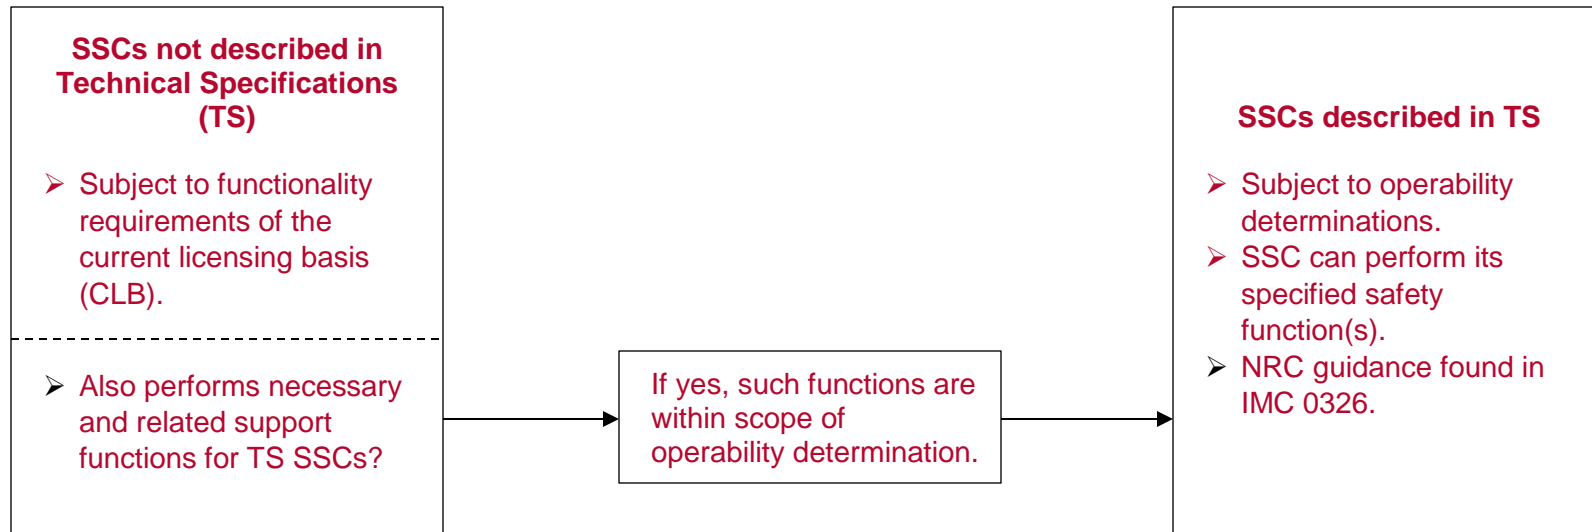 SSCs not described in
Technical Specifications
(TS)
➢ Subject to functionality
requirements of the
current licensing basis
(CLB).
➢ Also performs necessary
and related support
functions for TS SSCs?
If yes, such functions are
within scope of
operability determination.
SSCs described in TS
➢ Subject to operability
determinations.
➢ SSC can perform its
specified safety
function(s).
➢ NRC guidance found in
IMC 0326.